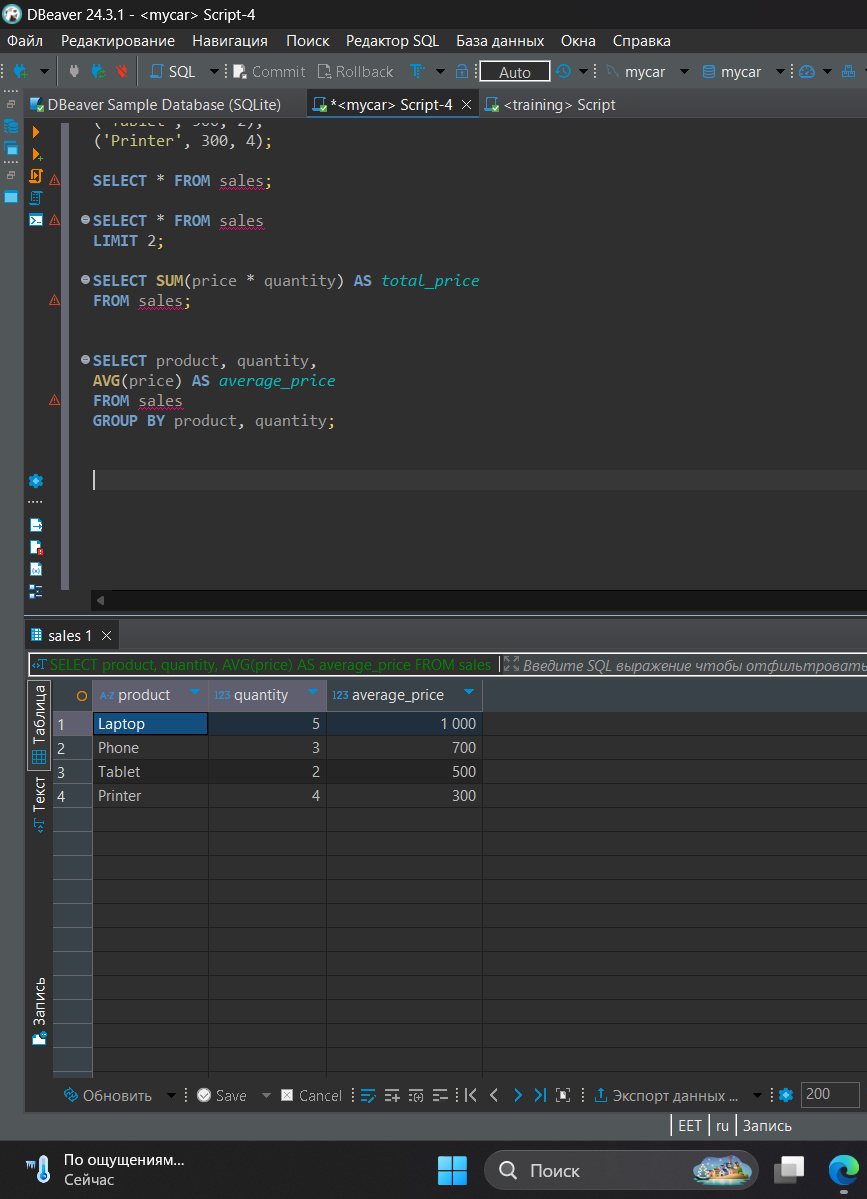 DBeaver 24.3.1 - <mycar> Script-4
Файл Редактирование Навигация Поиск Редактор SQL База данных Окна Справка
SQL Commit Rollback Auto mycar mycar
DBeaver Sample Database (SQLite) *<mycar> Script-4 <training> Script
('Tablet', 500, 2),
('Printer', 300, 4);
SELECT * FROM sales;
SELECT * FROM sales
LIMIT 2;
SELECT SUM(price * quantity) AS total_price
FROM sales;
SELECT product, quantity,
AVG(price) AS average_price
FROM sales
GROUP BY product, quantity;
sales 1
SELECT product, quantity, AVG(price) AS average_price FROM sales Введите SQL выражение чтобы отфильтровать
Таблица
Текст
Запись
A-Z product 123 quantity 123 average_price
1 Laptop 5 1 000
2 Phone 3 700
3 Tablet 2 500
4 Printer 4 300
Обновить Save Cancel Экспорт данных ... 200
EET ru Запись
По ощущениям...
Сейчас
Поиск